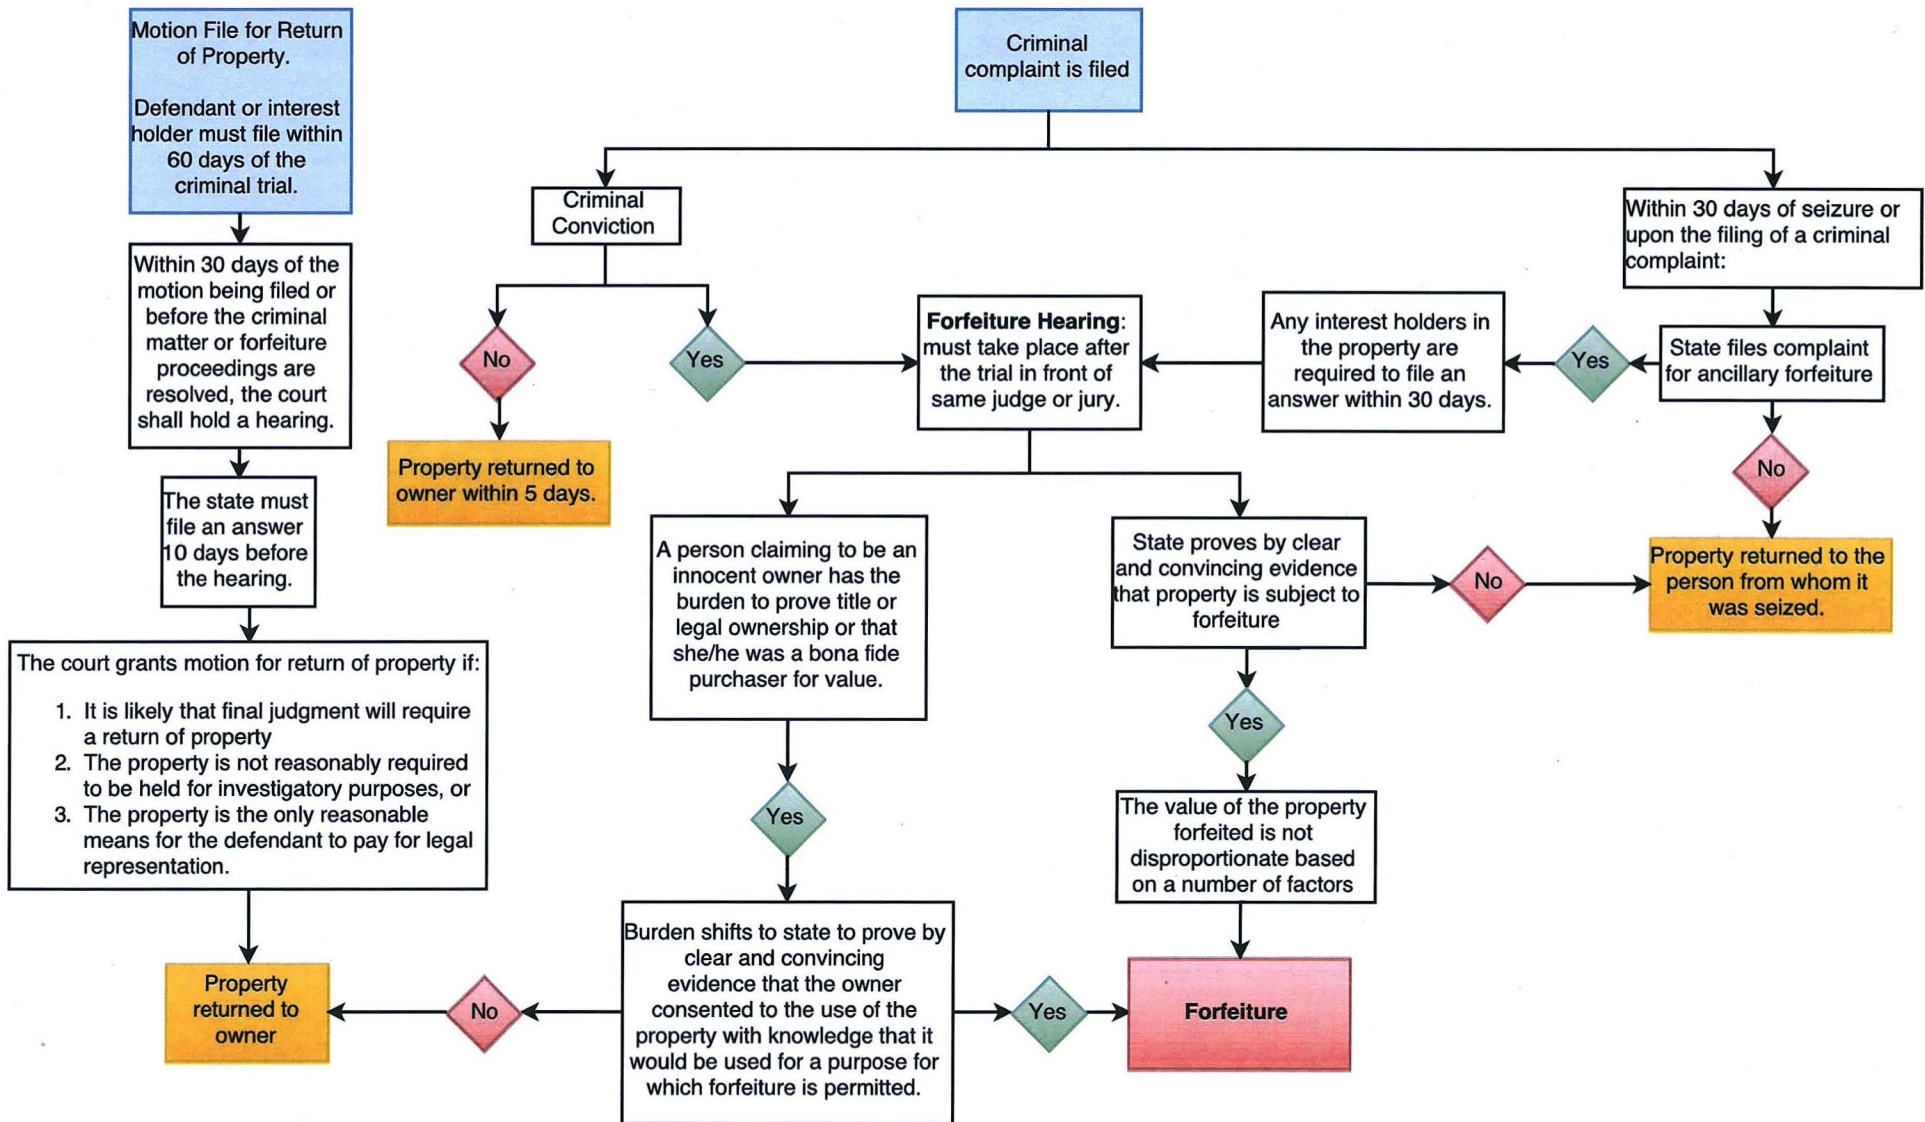 Motion File for Return
of Property.
Defendant or interest
holder must file within
60 days of the
criminal trial.
Within 30 days of the
motion being filed or
before the criminal
matter or forfeiture
proceedings are
resolved, the court
shall hold a hearing.
The state must
file an answer
10 days before
the hearing.
The court grants motion for return of property if:
1. It is likely that final judgment will require
a return of property
2. The property is not reasonably required
to be held for investigatory purposes, or
3. The property is the only reasonable
means for the defendant to pay for legal
representation.
Property
returned to
owner
Criminal
complaint is filed
Criminal
Conviction
No
Yes
Property returned to
owner within 5 days.
Forfeiture Hearing:
must take place after
the trial in front of
same judge or jury.
Any interest holders in
the property are
required to file an
answer within 30 days.
Yes
Within 30 days of seizure or
upon the filing of a criminal
complaint:
State files complaint
for ancillary forfeiture
No
Property returned to the
person from whom it
was seized.
A person claiming to be an
innocent owner has the
burden to prove title or
legal ownership or that
she/he was a bona fide
purchaser for value.
Yes
Burden shifts to state to prove by
clear and convincing
evidence that the owner
consented to the use of the
property with knowledge that it
would be used for a purpose for
which forfeiture is permitted.
No
Yes
State proves by clear
and convincing evidence
that property is subject to
forfeiture
No
Yes
The value of the property
forfeited is not
disproportionate based
on a number of factors
Forfeiture